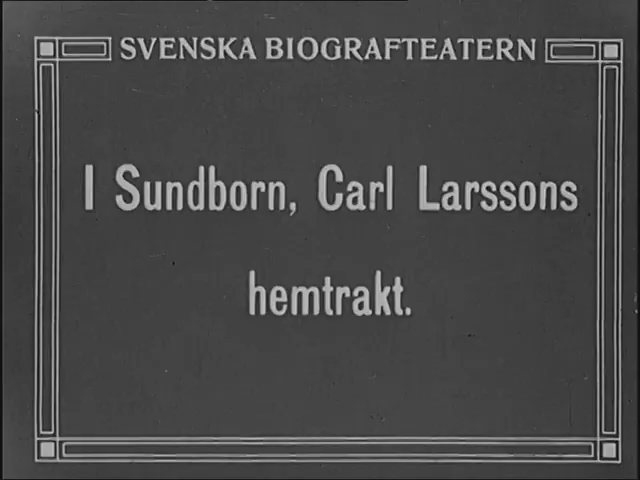 SVENSKA BIOGRAFTEATERN
I Sundborn, Carl Larssons
hemtrakt.